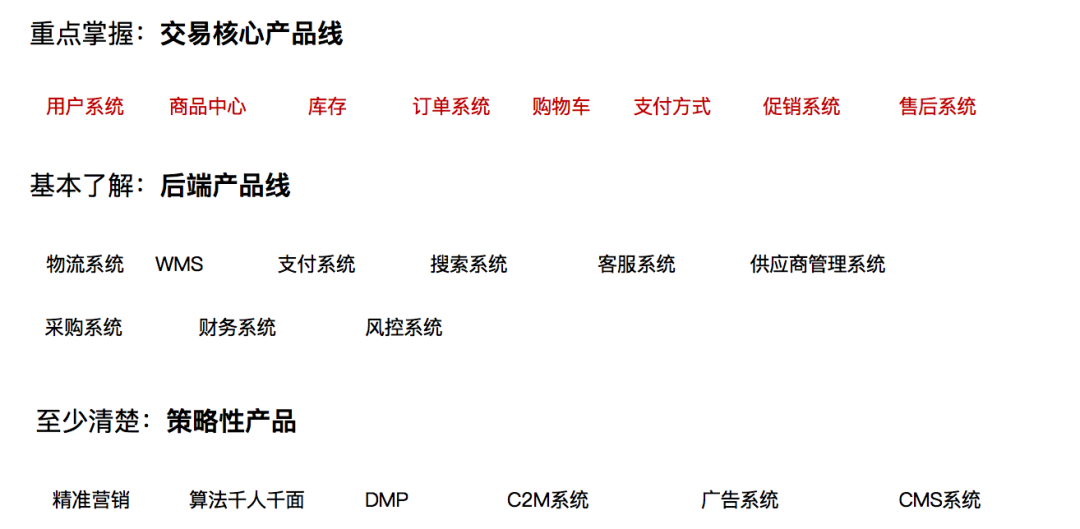 重点掌握：交易核心产品线
用户系统 商品中心 库存 订单系统 购物车 支付方式 促销系统 售后系统
基本了解：后端产品线
物流系统 WMS 支付系统 搜索系统 客服系统 供应商管理系统
采购系统 财务系统 风控系统
至少清楚：策略性产品
精准营销 算法千人千面 DMP C2M系统 广告系统 CMS系统